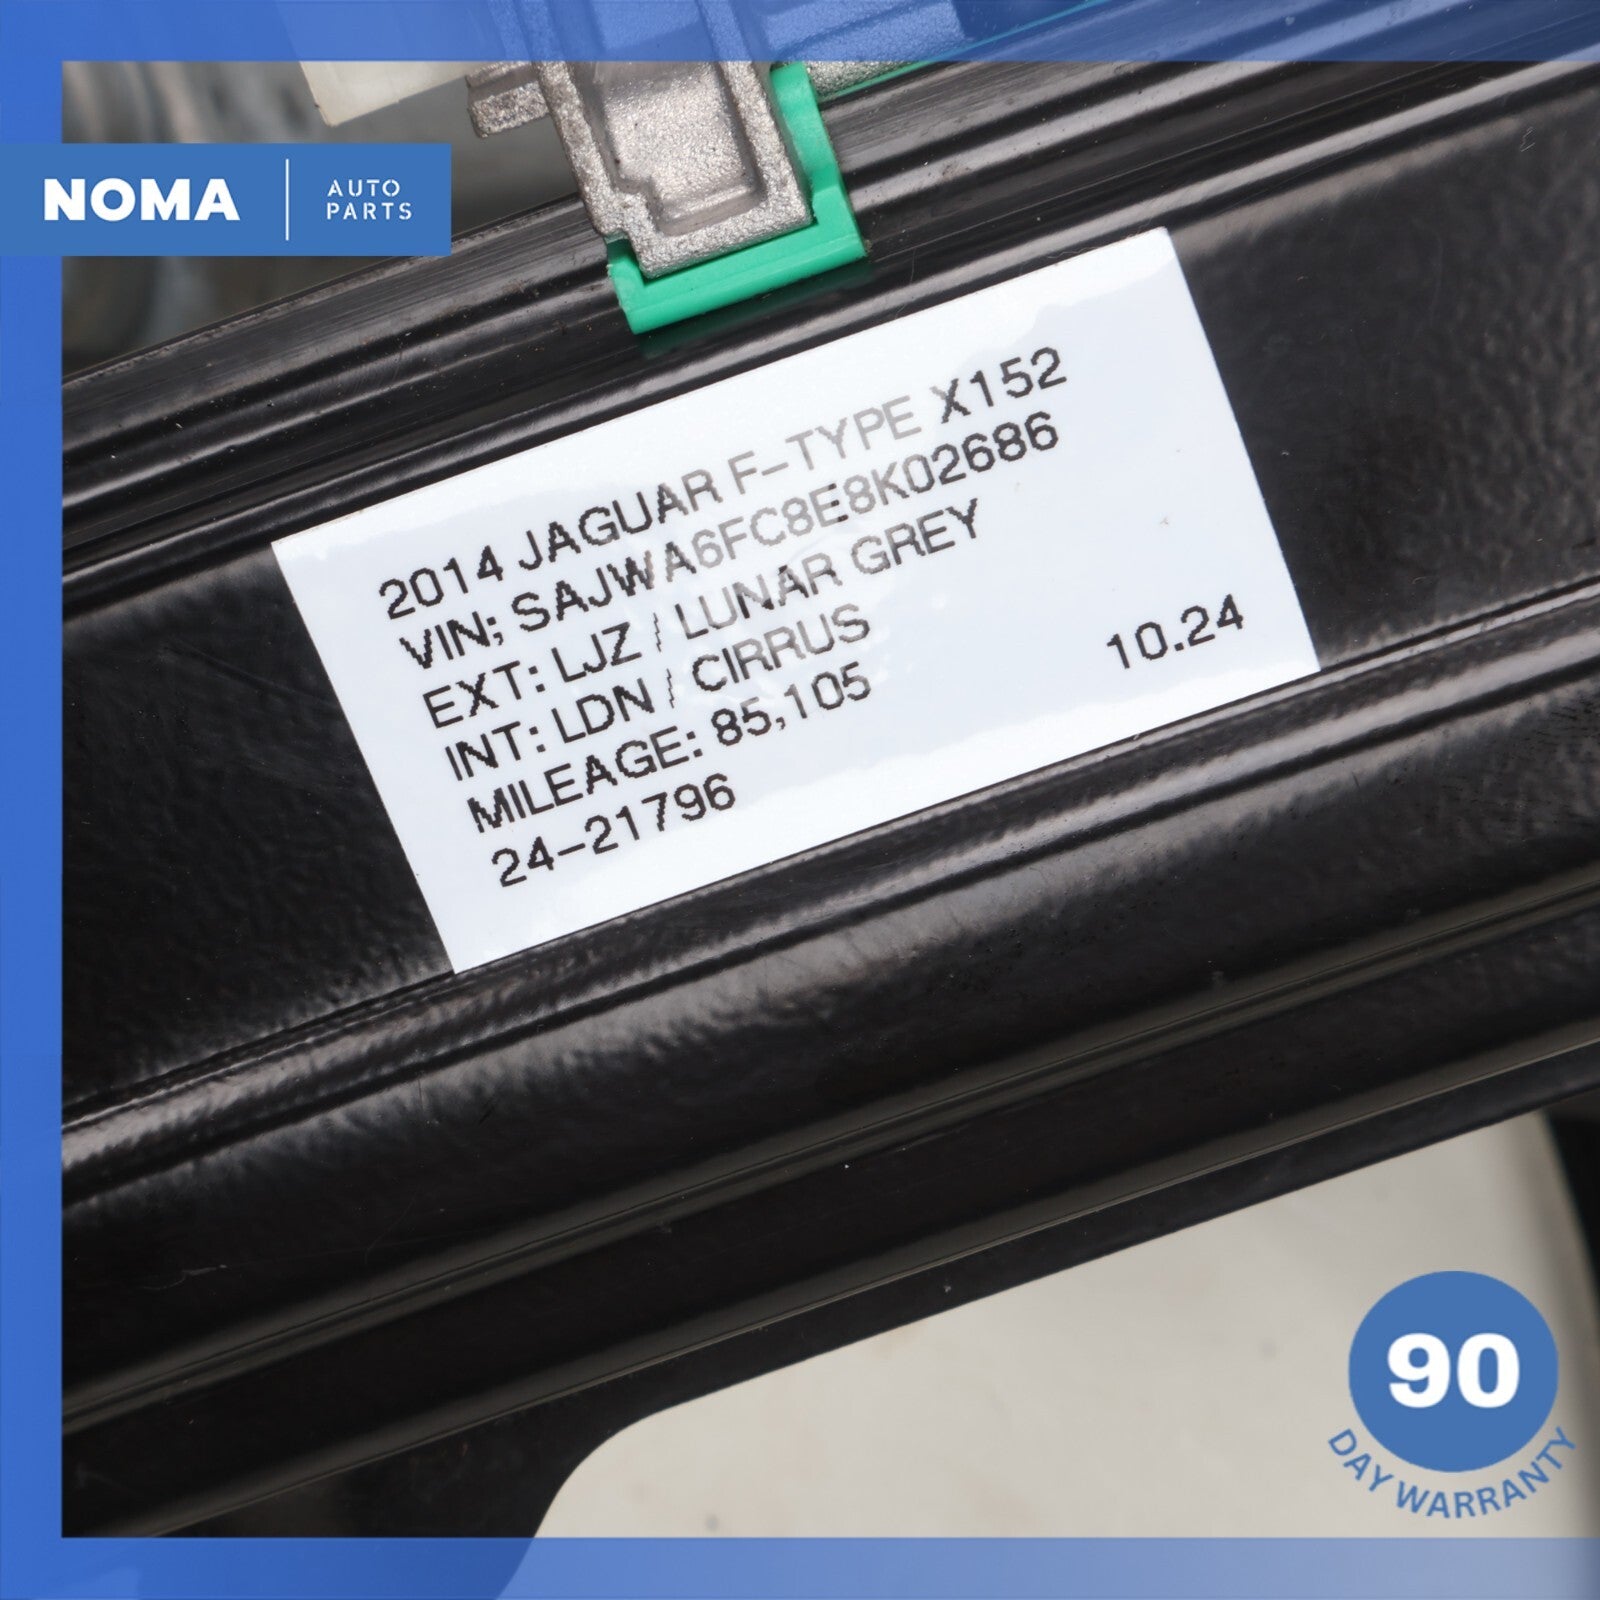 NOMA AUTO
PARTS
2014 JAGUAR F-TYPE X152
VIN; SAJWA6FC8E8K02686
EXT: LJZ / LUNAR GREY
INT: LDN / CIRRUS
MILEAGE: 85,105
10.24
24-21796
90
DAY WARRANTY